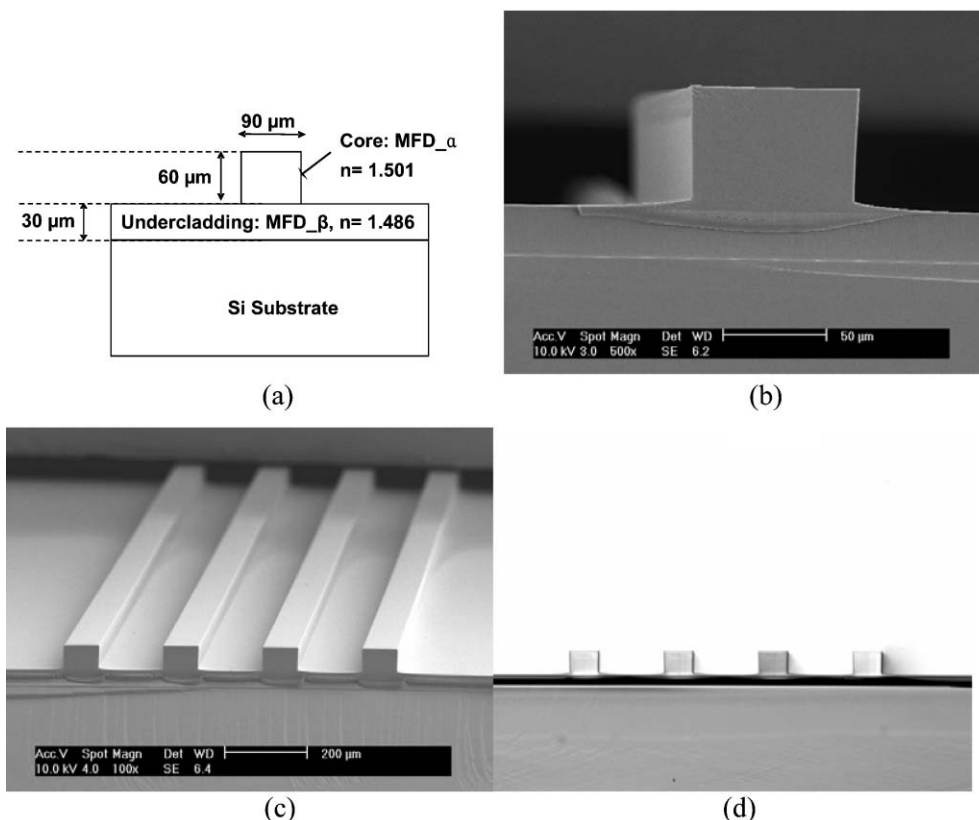 90 µm
Core: MFD_α
n= 1.501
60 µm
30 µm
Undercladding: MFD_β, n= 1.486
Si Substrate
(a)
Acc.V Spot Magn Det WD 50 µm
10.0 kV 3.0 500x SE 6.2
(b)
Acc.V Spot Magn Det WD 200 µm
10.0 kV 4.0 100x SE 6.4
(c)
(d)